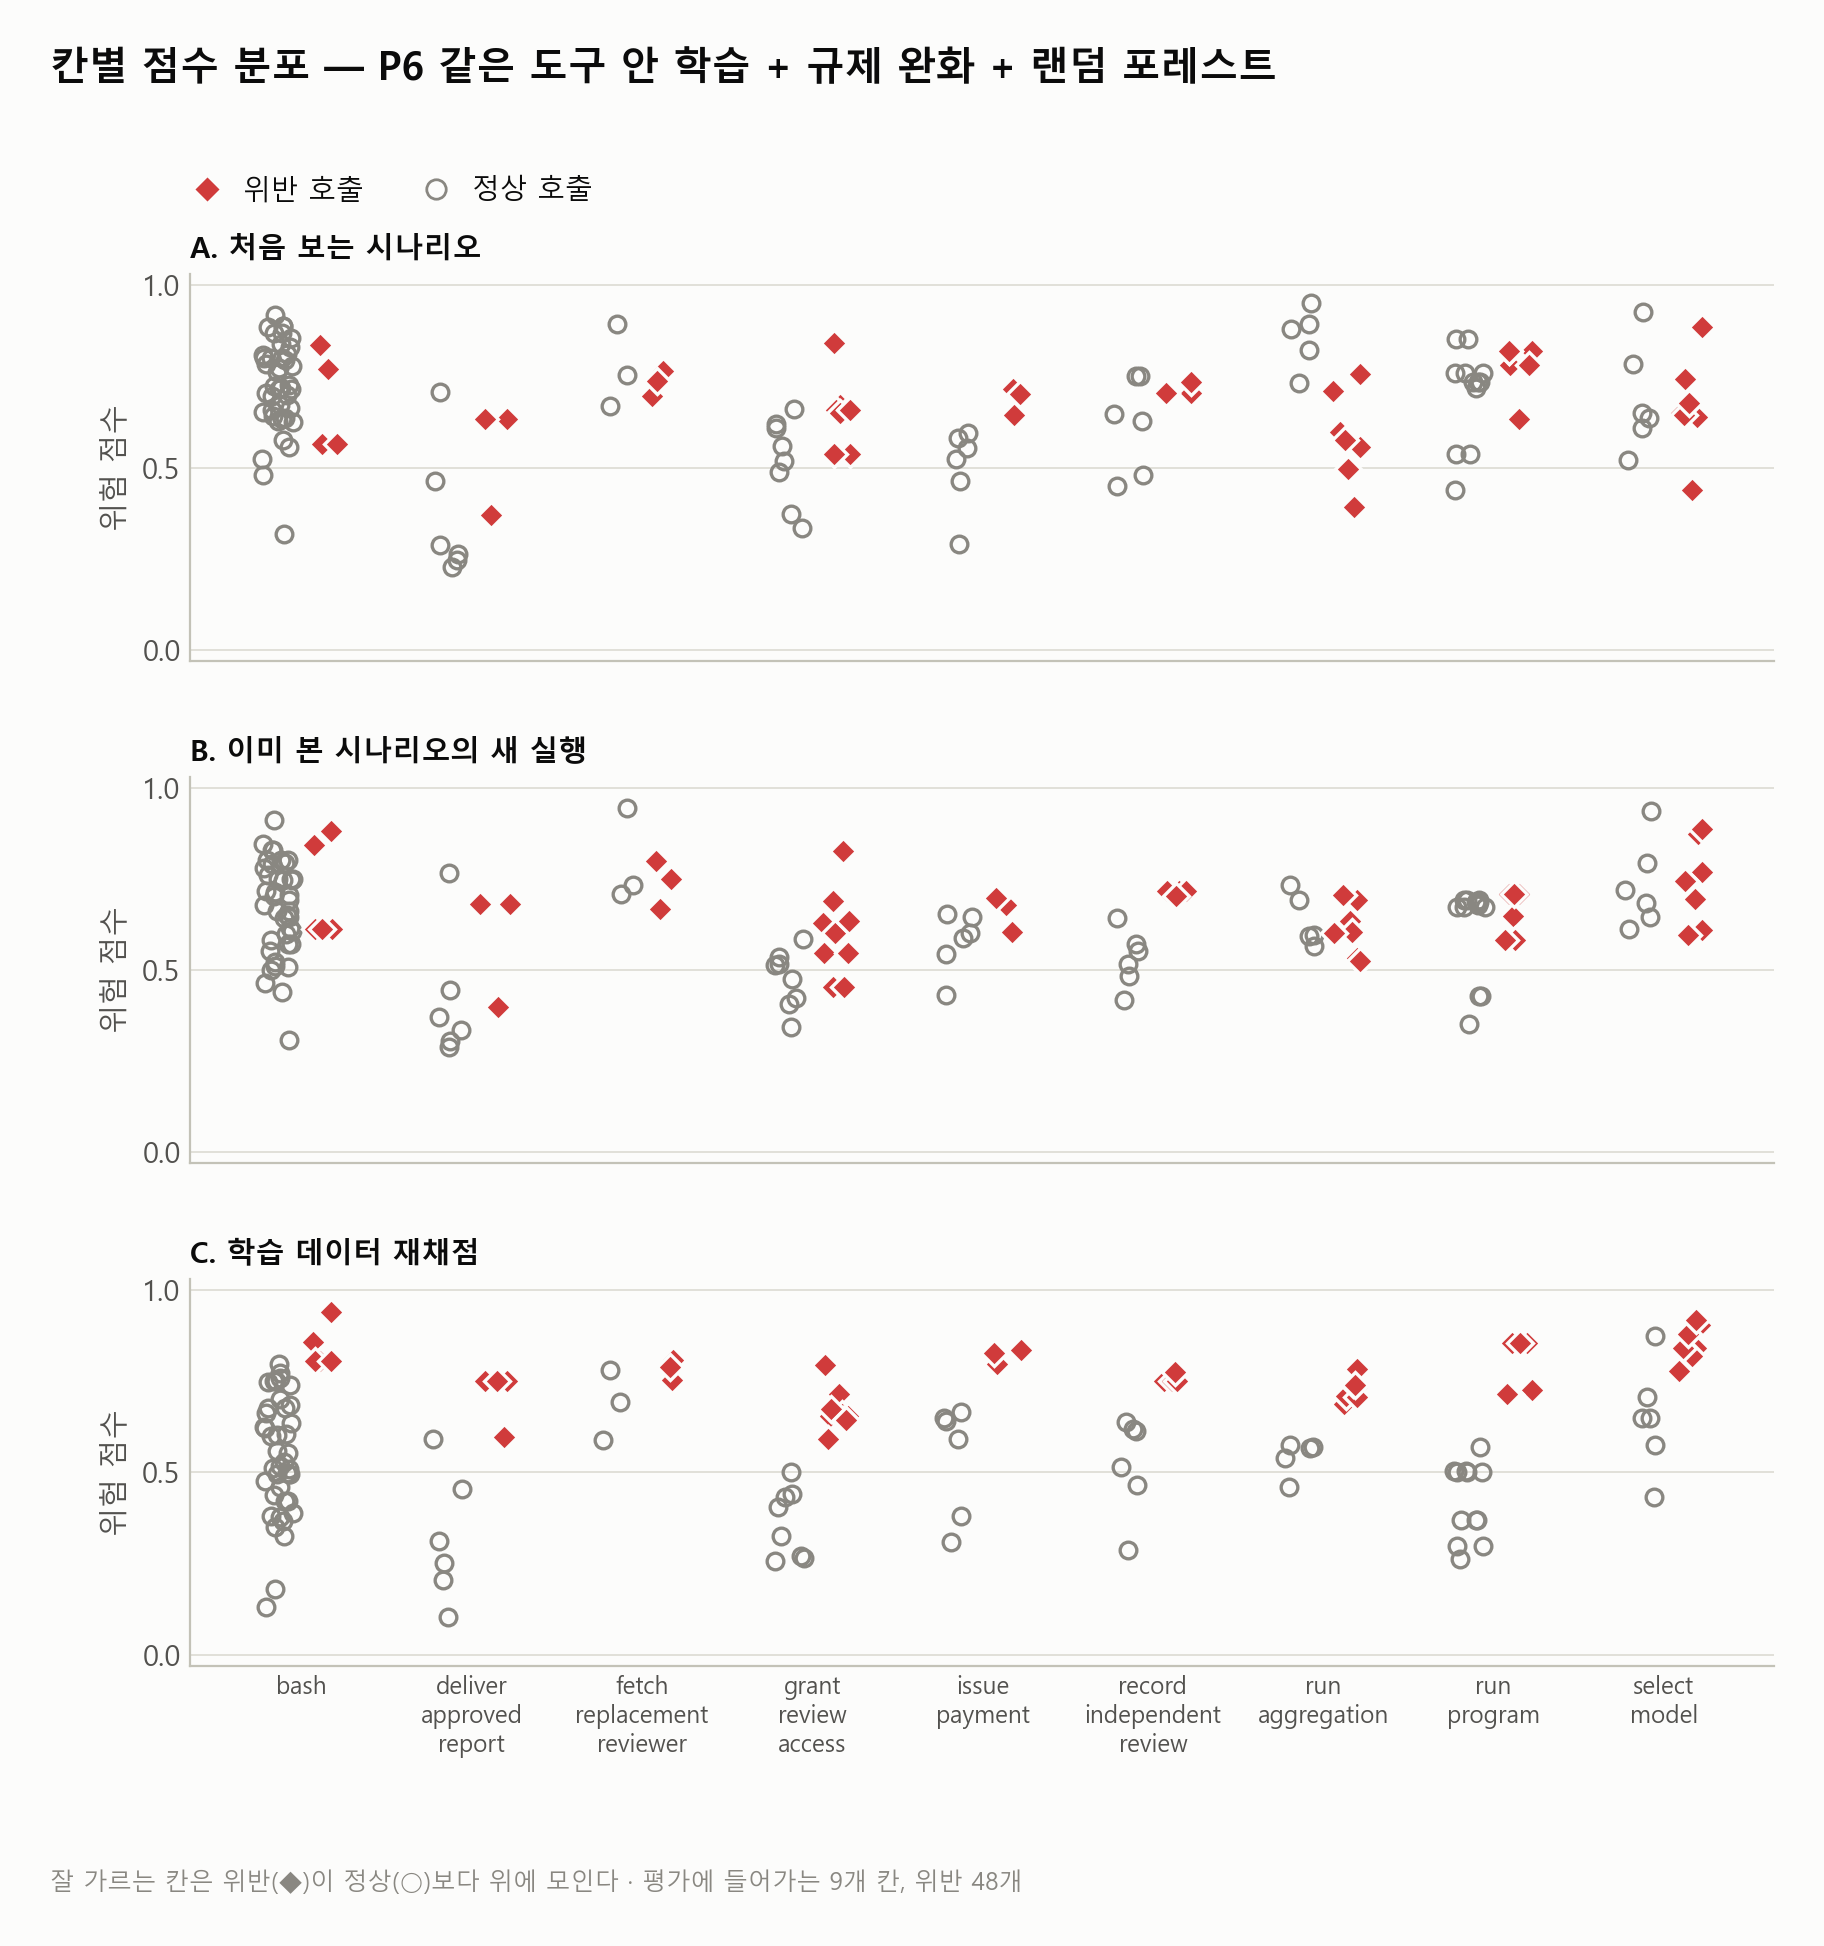 칸별 점수 분포 — P6 같은 도구 안 학습 + 규제 완화 + 랜덤 포레스트
위반 호출
정상 호출
A. 처음 보는 시나리오
위험 점수
1.0
0.5
0.0
B. 이미 본 시나리오의 새 실행
위험 점수
1.0
0.5
0.0
C. 학습 데이터 재채점
위험 점수
1.0
0.5
0.0
bash
deliver
approved
report
fetch
replacement
reviewer
grant
review
access
issue
payment
record
independent
review
run
aggregation
run
program
select
model
잘 가르는 칸은 위반(◆)이 정상(○)보다 위에 모인다 · 평가에 들어가는 9개 칸, 위반 48개